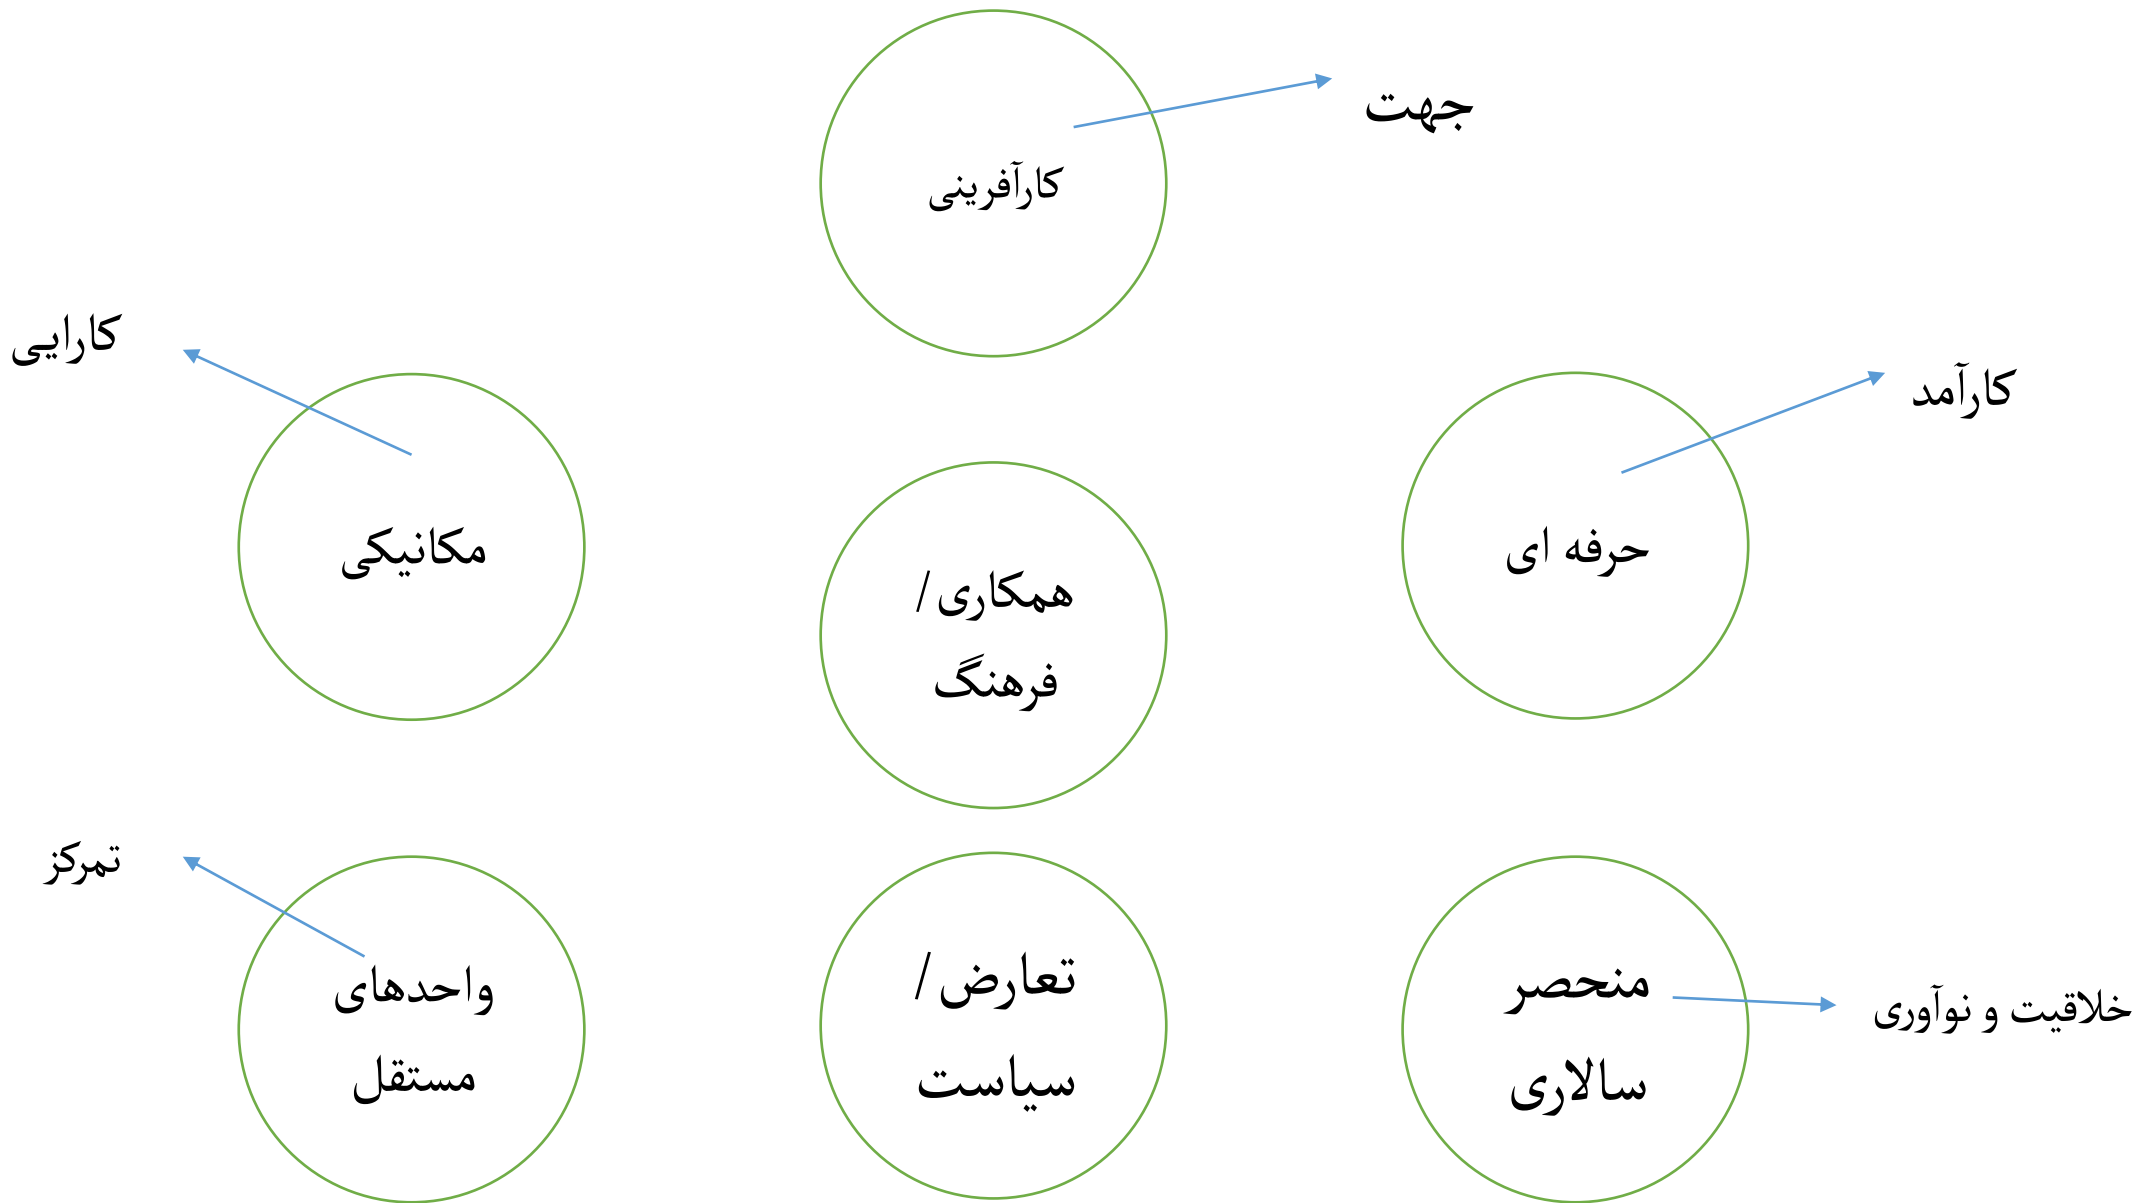 جهت
کارآفرینی
کارایی
کارآمد
مکانیکی
حرفه ای
همکاری/
فرهنگ
تمرکز
خلاقیت و نوآوری
منحصر
سالاری
تعارض/
سیاست
واحدهای
مستقل